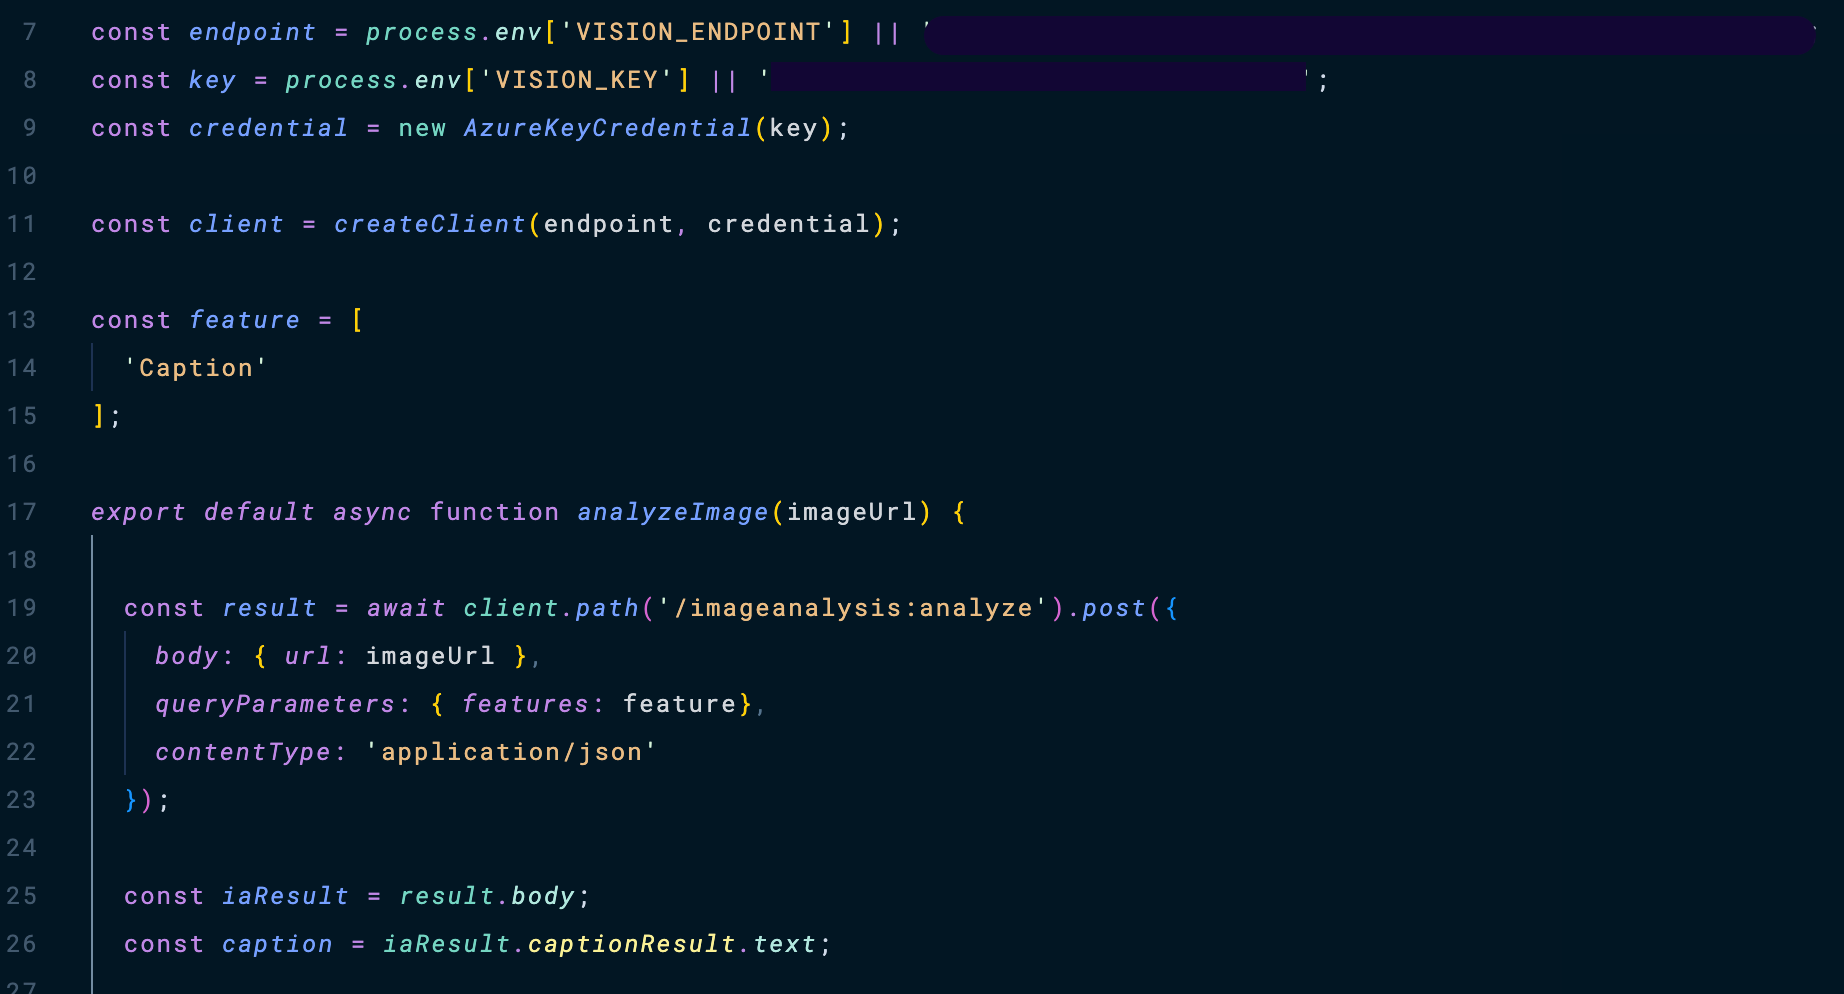 7 const endpoint = process.env['VISION_ENDPOINT'] || '
8 const key = process.env['VISION_KEY'] || '';
9 const credential = new AzureKeyCredential(key);
10
11 const client = createClient(endpoint, credential);
12
13 const feature = [
14 'Caption'
15 ];
16
17 export default async function analyzeImage(imageUrl) {
18
19 const result = await client.path('/imageanalysis:analyze').post({
20 body: { url: imageUrl },
21 queryParameters: { features: feature},
22 contentType: 'application/json'
23 });
24
25 const iaResult = result.body;
26 const caption = iaResult.captionResult.text;
27